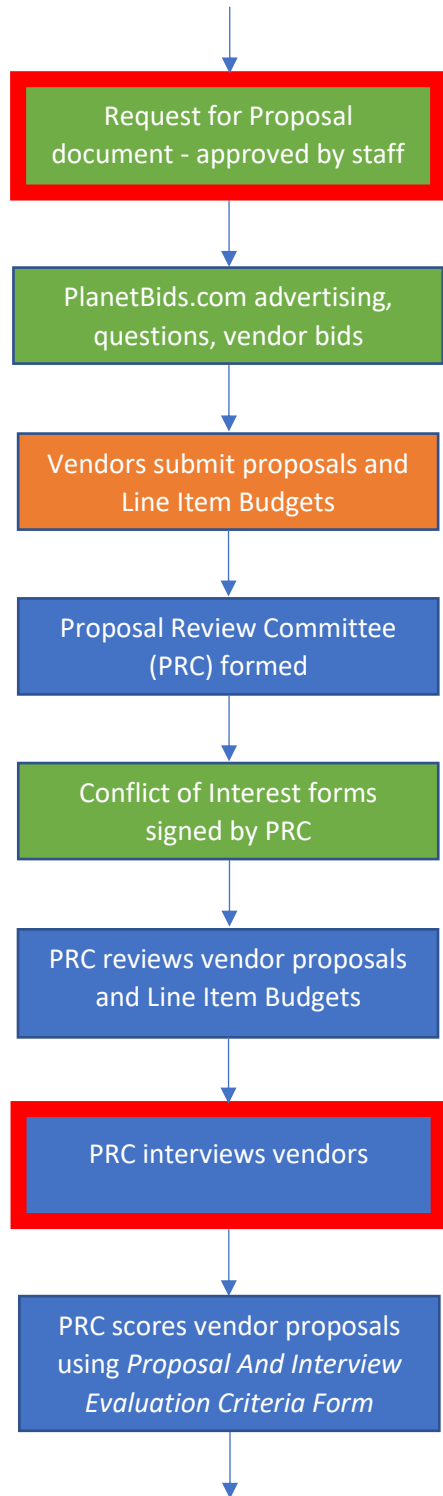 Request for Proposal
document - approved by staff
PlanetBids.com advertising,
questions, vendor bids
Vendors submit proposals and
Line Item Budgets
Proposal Review Committee
(PRC) formed
Conflict of Interest forms
signed by PRC
PRC reviews vendor proposals
and Line Item Budgets
PRC interviews vendors
PRC scores vendor proposals
using Proposal And Interview
Evaluation Criteria Form